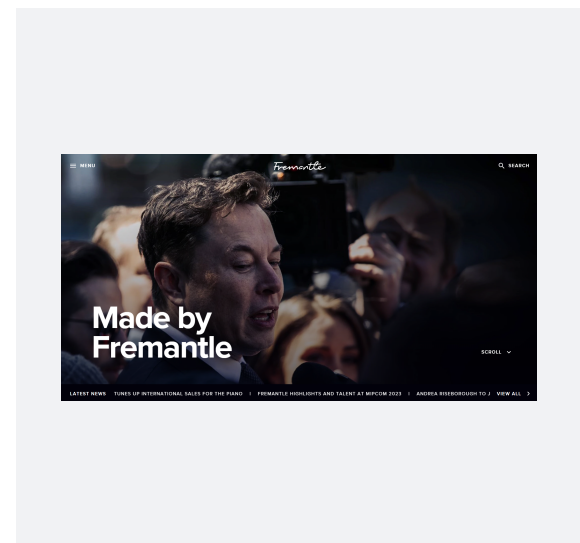 MENU
Fremantle
SEARCH
Made by
Fremantle
SCROLL
LATEST NEWS TUNES UP INTERNATIONAL SALES FOR THE PIANO | FREMANTLE HIGHLIGHTS AND TALENT AT MIPCOM 2023 | ANDREA RISEBOROUGH TO J VIEW ALL